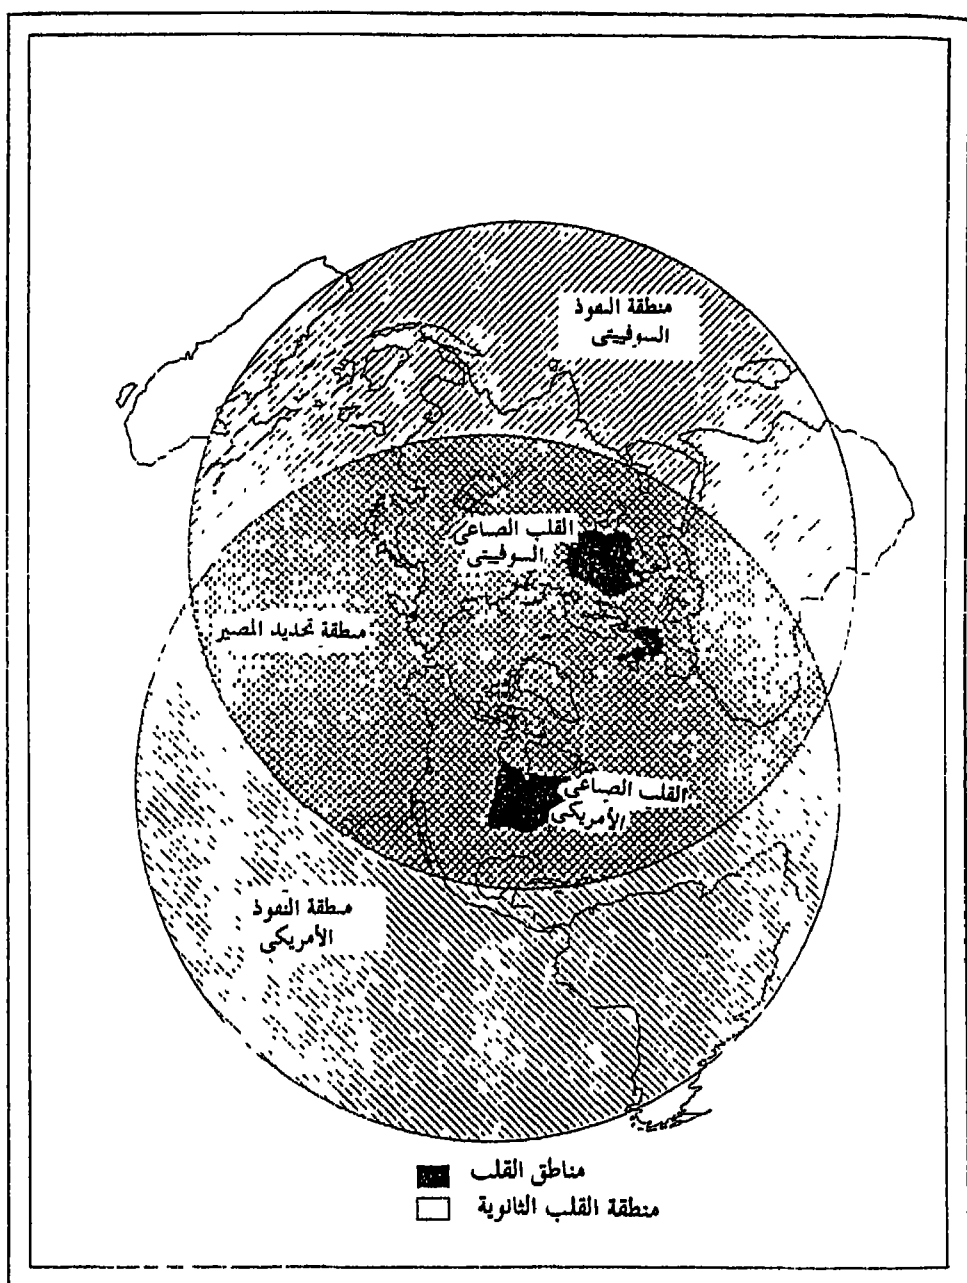 منطقة النفوذ
السوفييتى
القلب الصناعى
السوفيتى
منطقة تحديد المصير
القلب الصناعى
الأمريكى
منطقة النفوذ
الأمريكى
مناطق القلب
منطقة القلب الثانوية